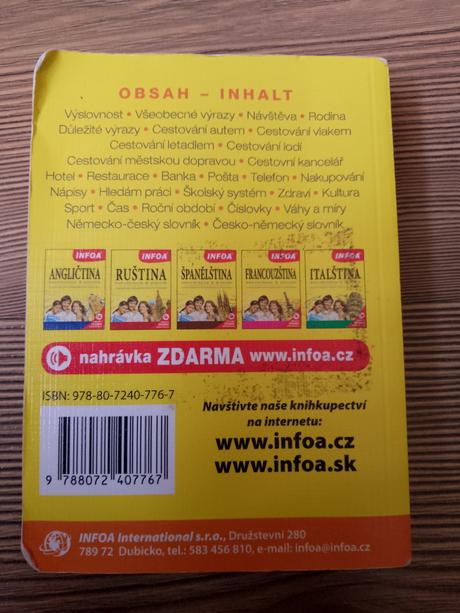 OBSAH – INHALT
Výslovnost • Všeobecné výrazy • Návštěva • Rodina
Důležité výrazy • Cestování autem • Cestování vlakem
Cestování letadlem • Cestování lodí
Cestování městskou dopravou • Cestovní kancelář
Hotel • Restaurace • Banka • Pošta • Telefon • Nakupování
Nápisy • Hledám práci • Školský systém • Zdraví • Kultura
Sport • Čas • Roční období • Číslovky • Váhy a míry
Německo-český slovník • Česko-německý slovník
INFOA INFOA INFOA INFOA INFOA
ANGLIČTINA RUŠTINA ŠPANĚLŠTINA FRANCOUZŠTINA ITALŠTINA
nahrávka ZDARMA www.infoa.cz
ISBN: 978-80-7240-776-7
9 788072 407767
Navštivte naše knihkupectví
na internetu:
www.infoa.cz
www.infoa.sk
INFOA International s.r.o., Družstevní 280
789 72 Dubicko, tel.: 583 456 810, e-mail: infoa@infoa.cz